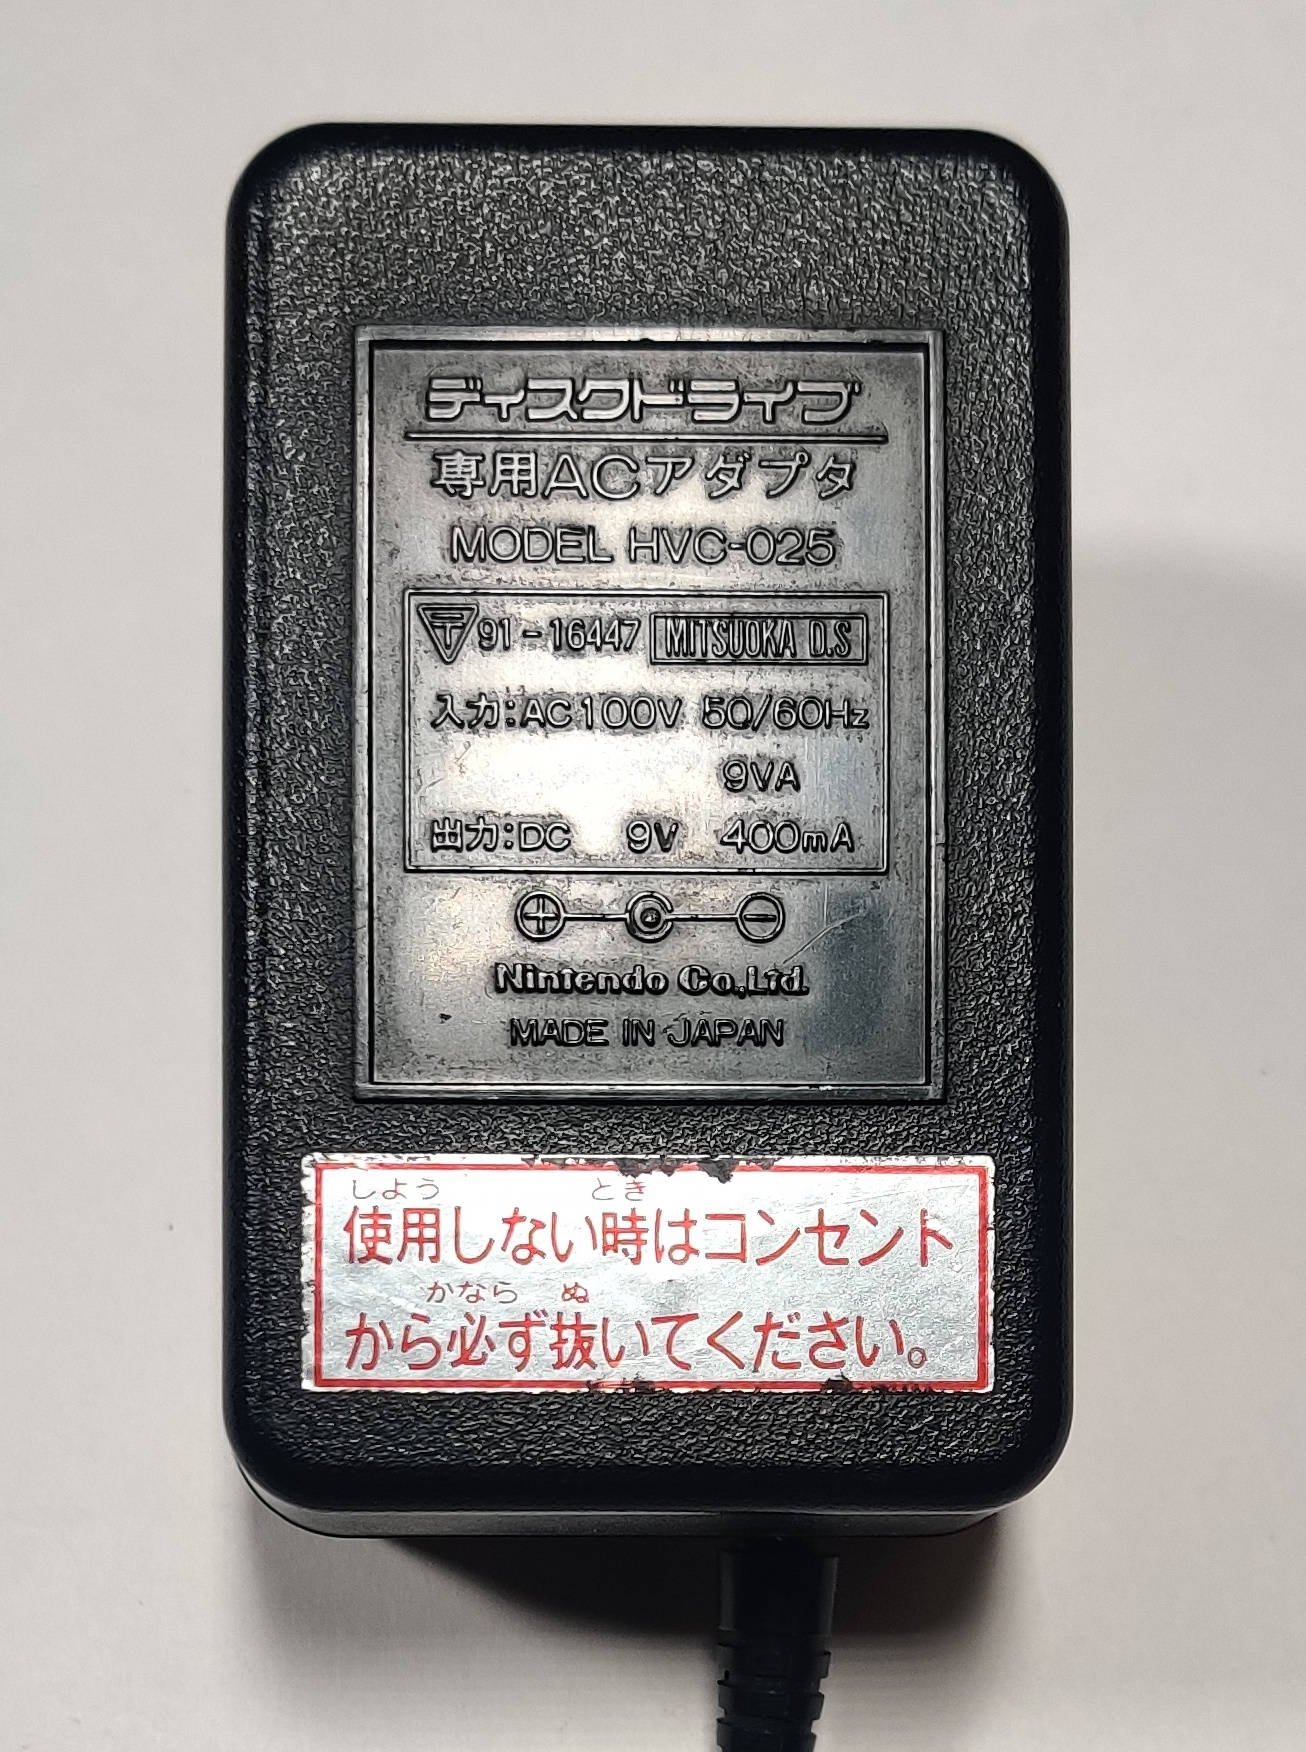 ディスクドライブ
専用ACアダプタ
MODEL HVC-025
91-16447 MITSUOKA D.S
入力:AC100V 50/60Hz
9VA
出力:DC 9V 400mA
Nintendo Co.,Ltd.
MADE IN JAPAN
しよう とき
使用しない時はコンセント
かなら ぬ
から必ず抜いてください。